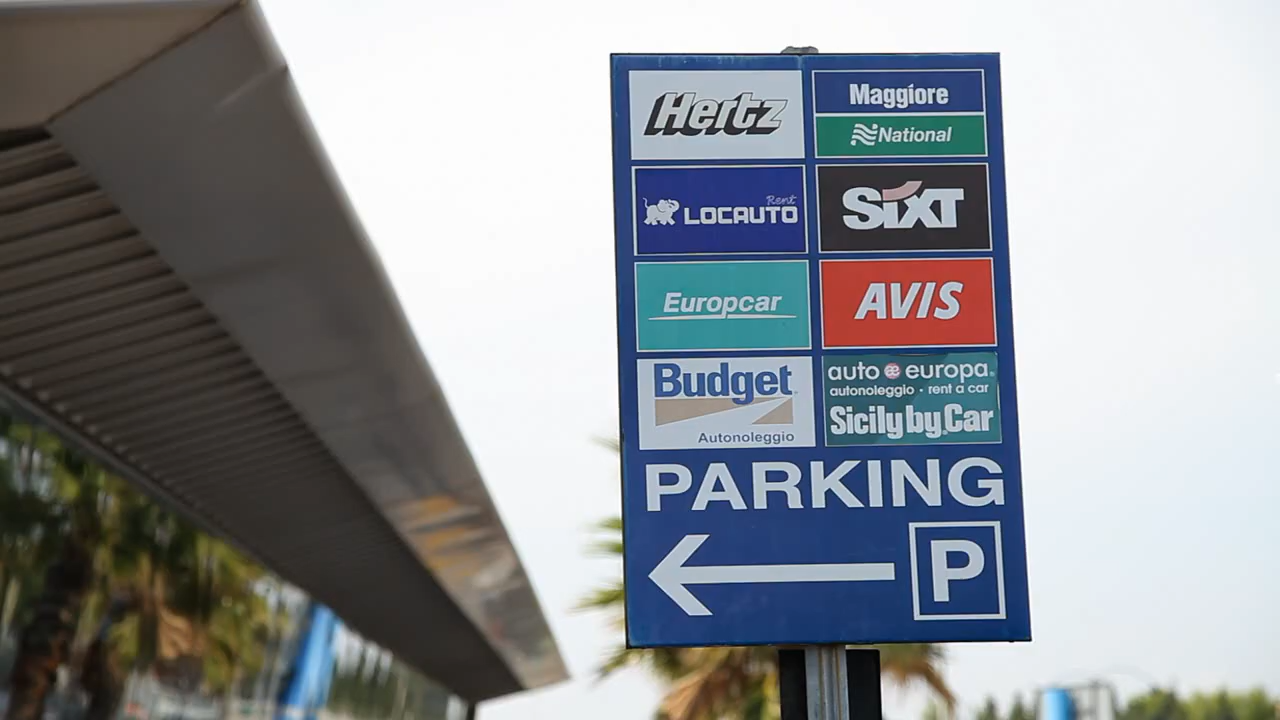 Hertz
Maggiore
National
Rent
LOCAUTO
SIXT
Europcar
AVIS
Budget
Autonoleggio
auto æ europa
autonoleggio · rent a car
Sicily by Car
PARKING
P